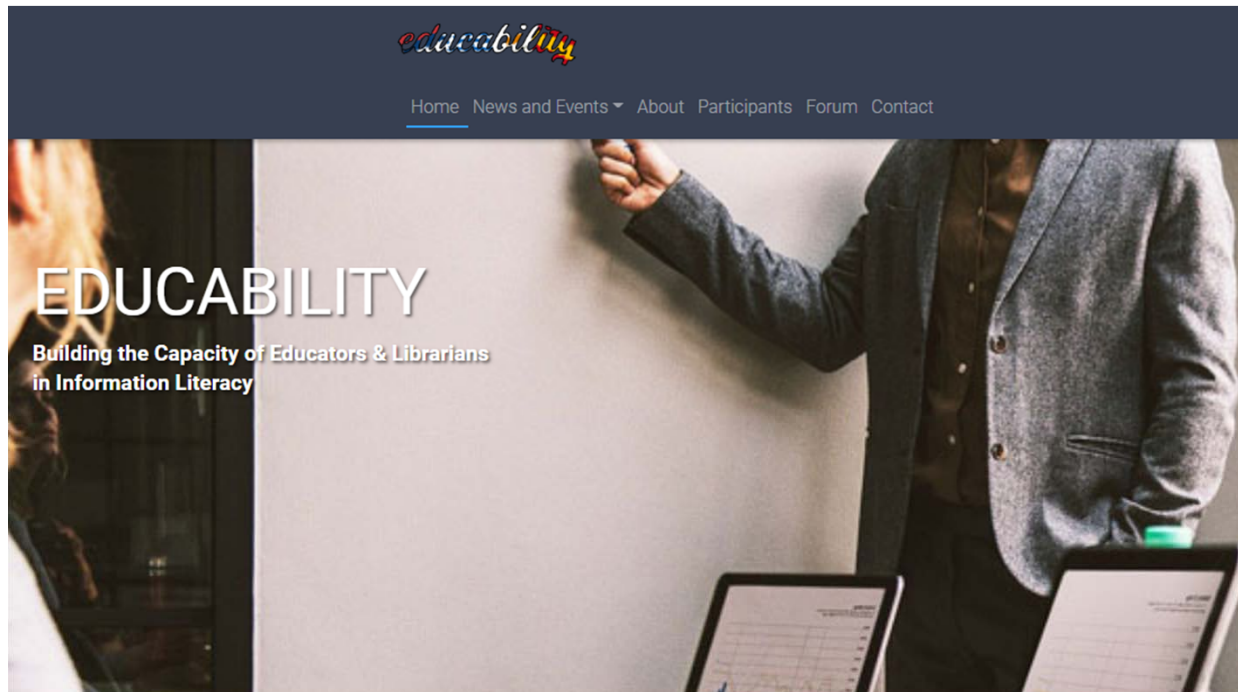 educability
Home News and Events About Participants Forum Contact
EDUCABILITY
Building the Capacity of Educators & Librarians
in Information Literacy